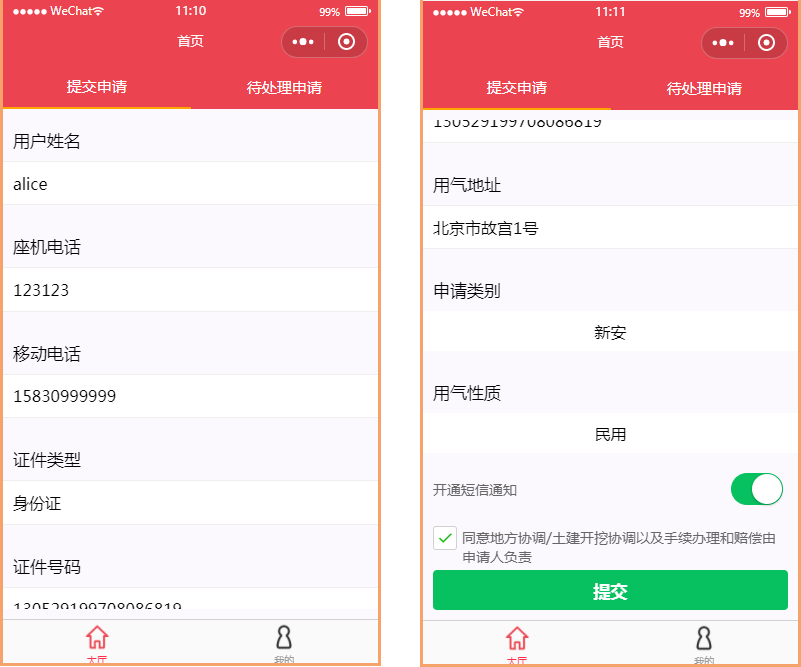 WeChat
11:10
99%
首页
提交申请
待处理申请
用户姓名
alice
座机电话
123123
移动电话
15830999999
证件类型
身份证
证件号码
130529199708086819
大厅
我的
WeChat
11:11
99%
首页
提交申请
待处理申请
130529199708086819
用气地址
北京市故宫1号
申请类别
新安
用气性质
民用
开通短信通知
同意地方协调/土建开挖协调以及手续办理和赔偿由
申请人负责
提交
大厅
我的